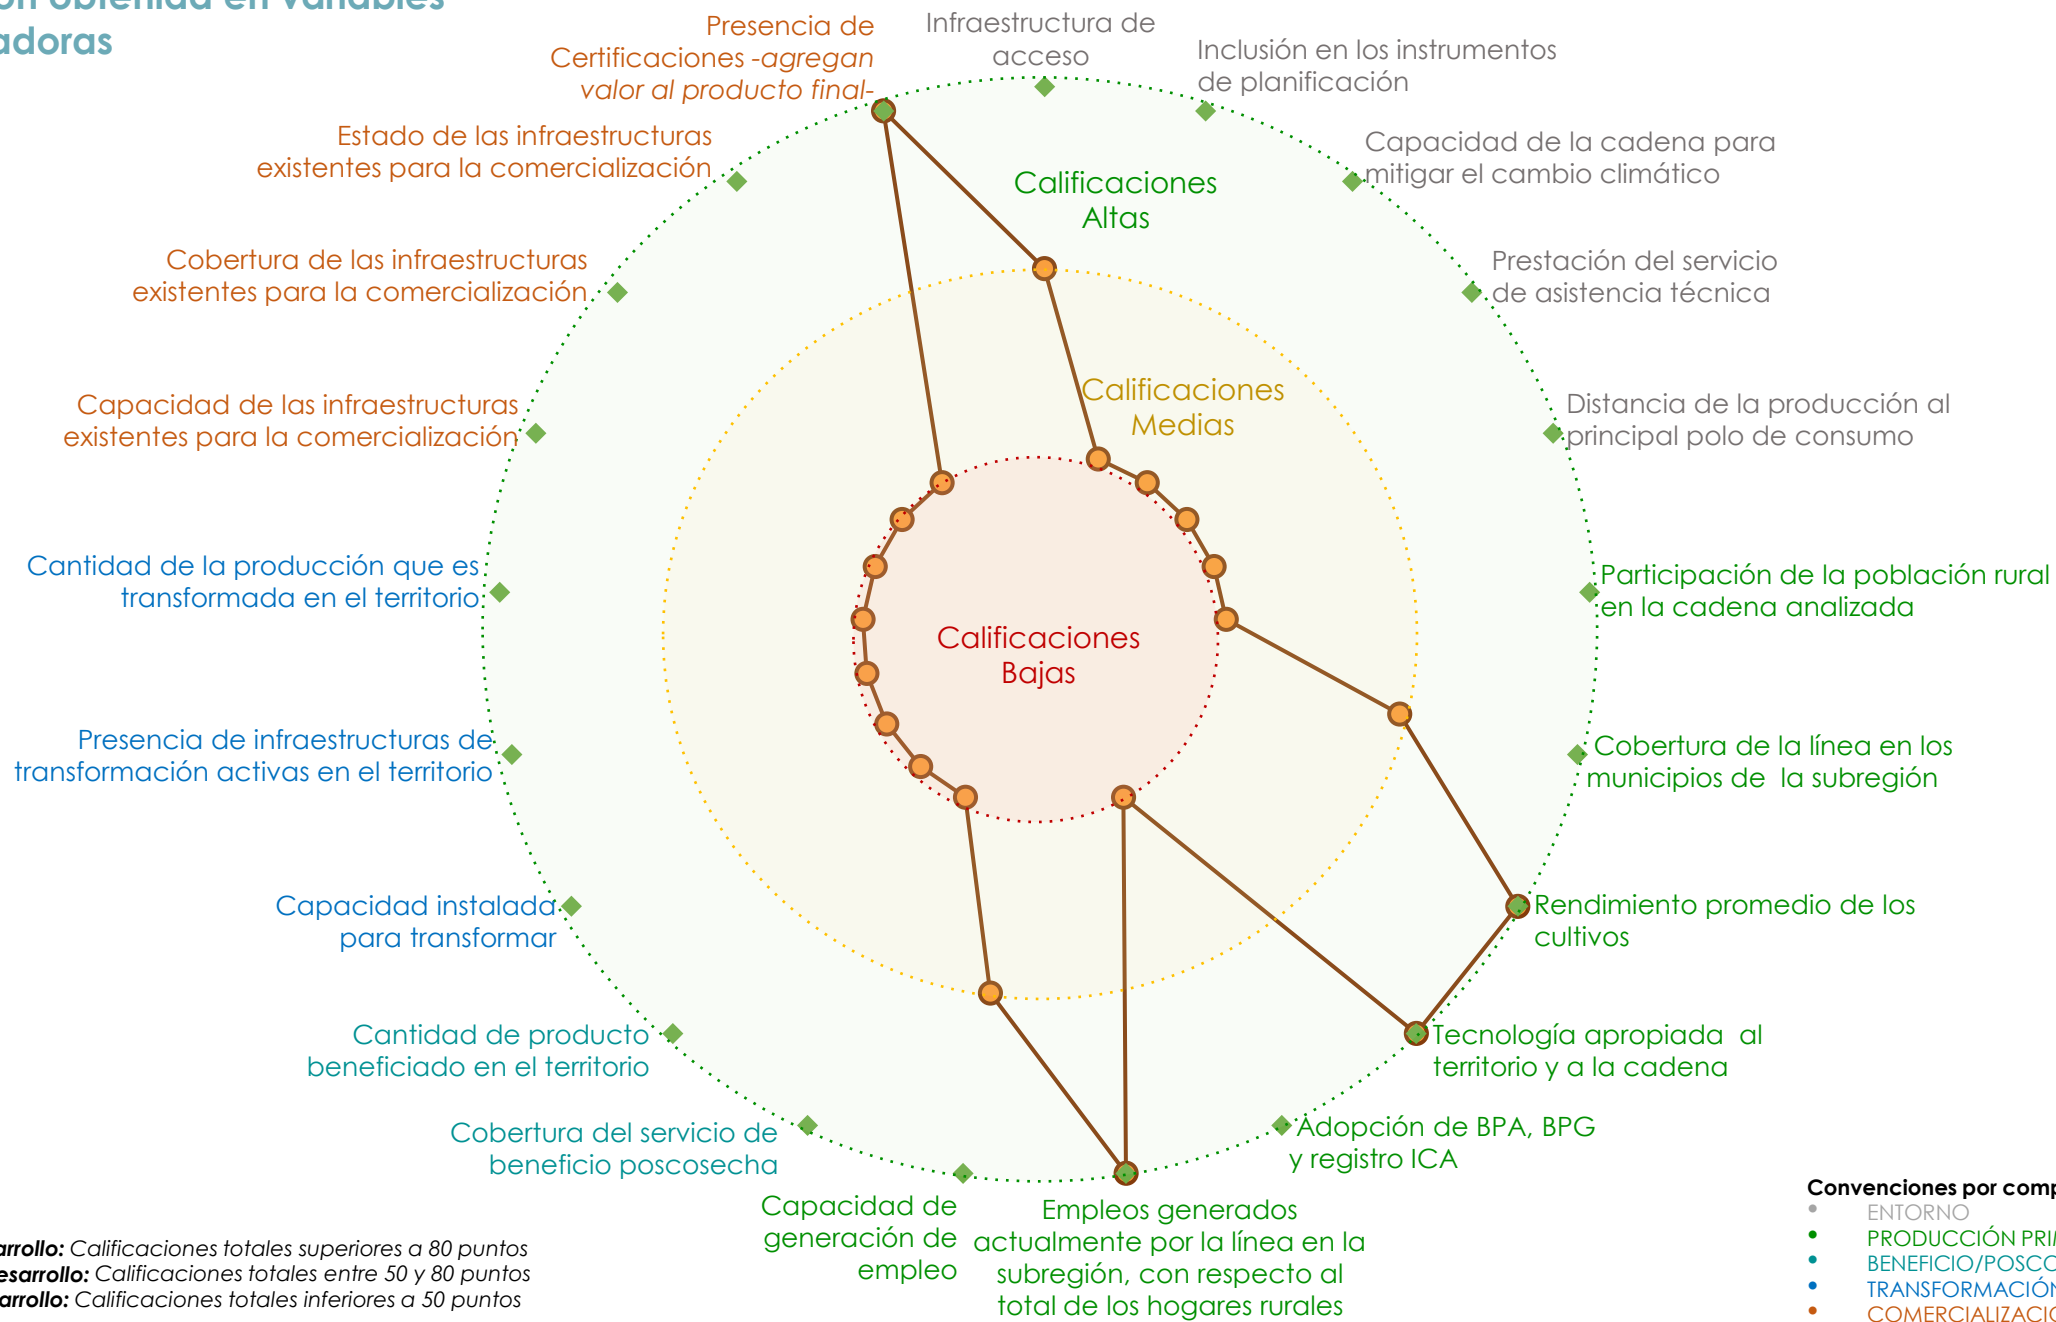 obtenida en variables
Presencia de
Certificaciones -agregan
valor al producto final-
Infraestructura de
acceso
Inclusión en los instrumentos
de planificación
Estado de las infraestructuras
existentes para la comercialización
Capacidad de la cadena para
mitigar el cambio climático
Calificaciones
Altas
Cobertura de las infraestructuras
existentes para la comercialización
Prestación del servicio
de asistencia técnica
Calificaciones
Medias
Capacidad de las infraestructuras
existentes para la comercialización
Distancia de la producción al
principal polo de consumo
Cantidad de la producción que es
transformada en el territorio
Participación de la población rural
en la cadena analizada
Calificaciones
Bajas
Presencia de infraestructuras de
transformación activas en el territorio
Cobertura de la línea en los
municipios de la subregión
Capacidad instalada
para transformar
Rendimiento promedio de los
cultivos
Cantidad de producto
beneficiado en el territorio
Tecnología apropiada al
territorio y a la cadena
Cobertura del servicio de
beneficio poscosecha
Adopción de BPA, BPG
y registro ICA
Capacidad de
generación de
empleo
Empleos generados
actualmente por la línea en la
subregión, con respecto al
total de los hogares rurales
Calificaciones totales superiores a 80 puntos
Calificaciones totales entre 50 y 80 puntos
Calificaciones totales inferiores a 50 puntos
Convenciones por
ENTORNO
PRODUCCIÓN
BENEFICIO/
TRANSFORMACIÓN